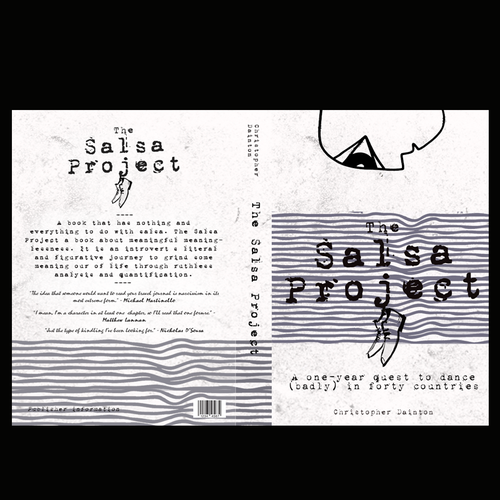 The
Salsa
Project
A book that has nothing and
everything to do with salsa. The Salsa
Project a book about meaningful meaning-
lessness. It is an introvert s literal
and figurative journey to grind some
meaning our of life through ruthless
analysis and quantification.
"The idea that someone would want to read your travel journal is narcissism in its
most extreme form." - Michael Martinello
"I mean, I'm a character in at least one chapter, so I'll read that one forsure" -
Matthew Lennan
"Just the type of kindling I've been looking for." - Nicholas D'Souza
Publisher information
Christopher
Dainton
The Salsa Project
The
Salsa
Project
A one-year quest to dance
(badly) in forty countries
Christopher Dainton